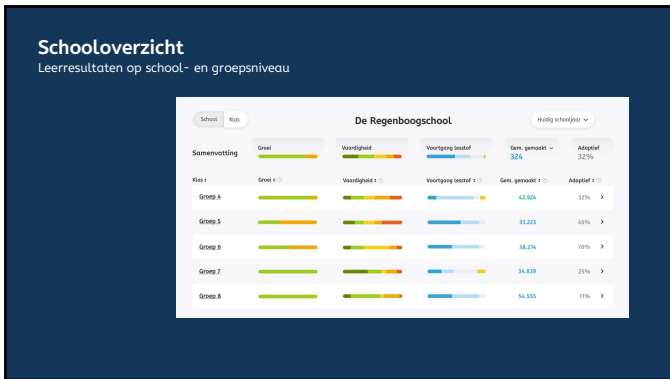 Schooloverzicht
Leerresultaten op school- en groepsniveau
School Klas De Regenboogschool Huidig schooljaar
Samenvatting Groei Vaardigheid Voortgang lesstof Gem. gemaakt 324 Adaptief 32%
Klas Groei Vaardigheid Voortgang lesstof Gem. gemaakt Adaptief
Groep 4 43.924 32%
Groep 5 33.223 45%
Groep 6 38.214 76%
Groep 7 34.839 25%
Groep 8 54.555 11%